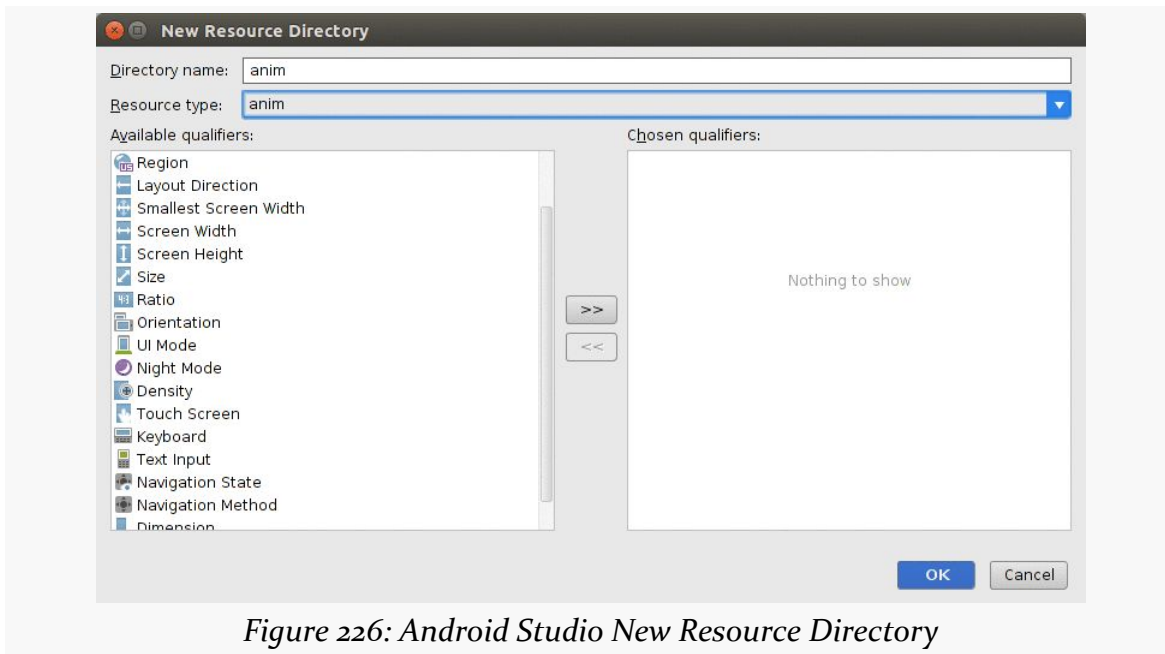 New Resource Directory
Directory name: anim
Resource type: anim
Available qualifiers:
Chosen qualifiers:
Region
Layout Direction
Smallest Screen Width
Screen Width
Screen Height
Size
Ratio
Orientation
UI Mode
Night Mode
Density
Touch Screen
Keyboard
Text Input
Navigation State
Navigation Method
Dimension
>>
<<
Nothing to show
OK
Cancel
Figure 226: Android Studio New Resource Directory